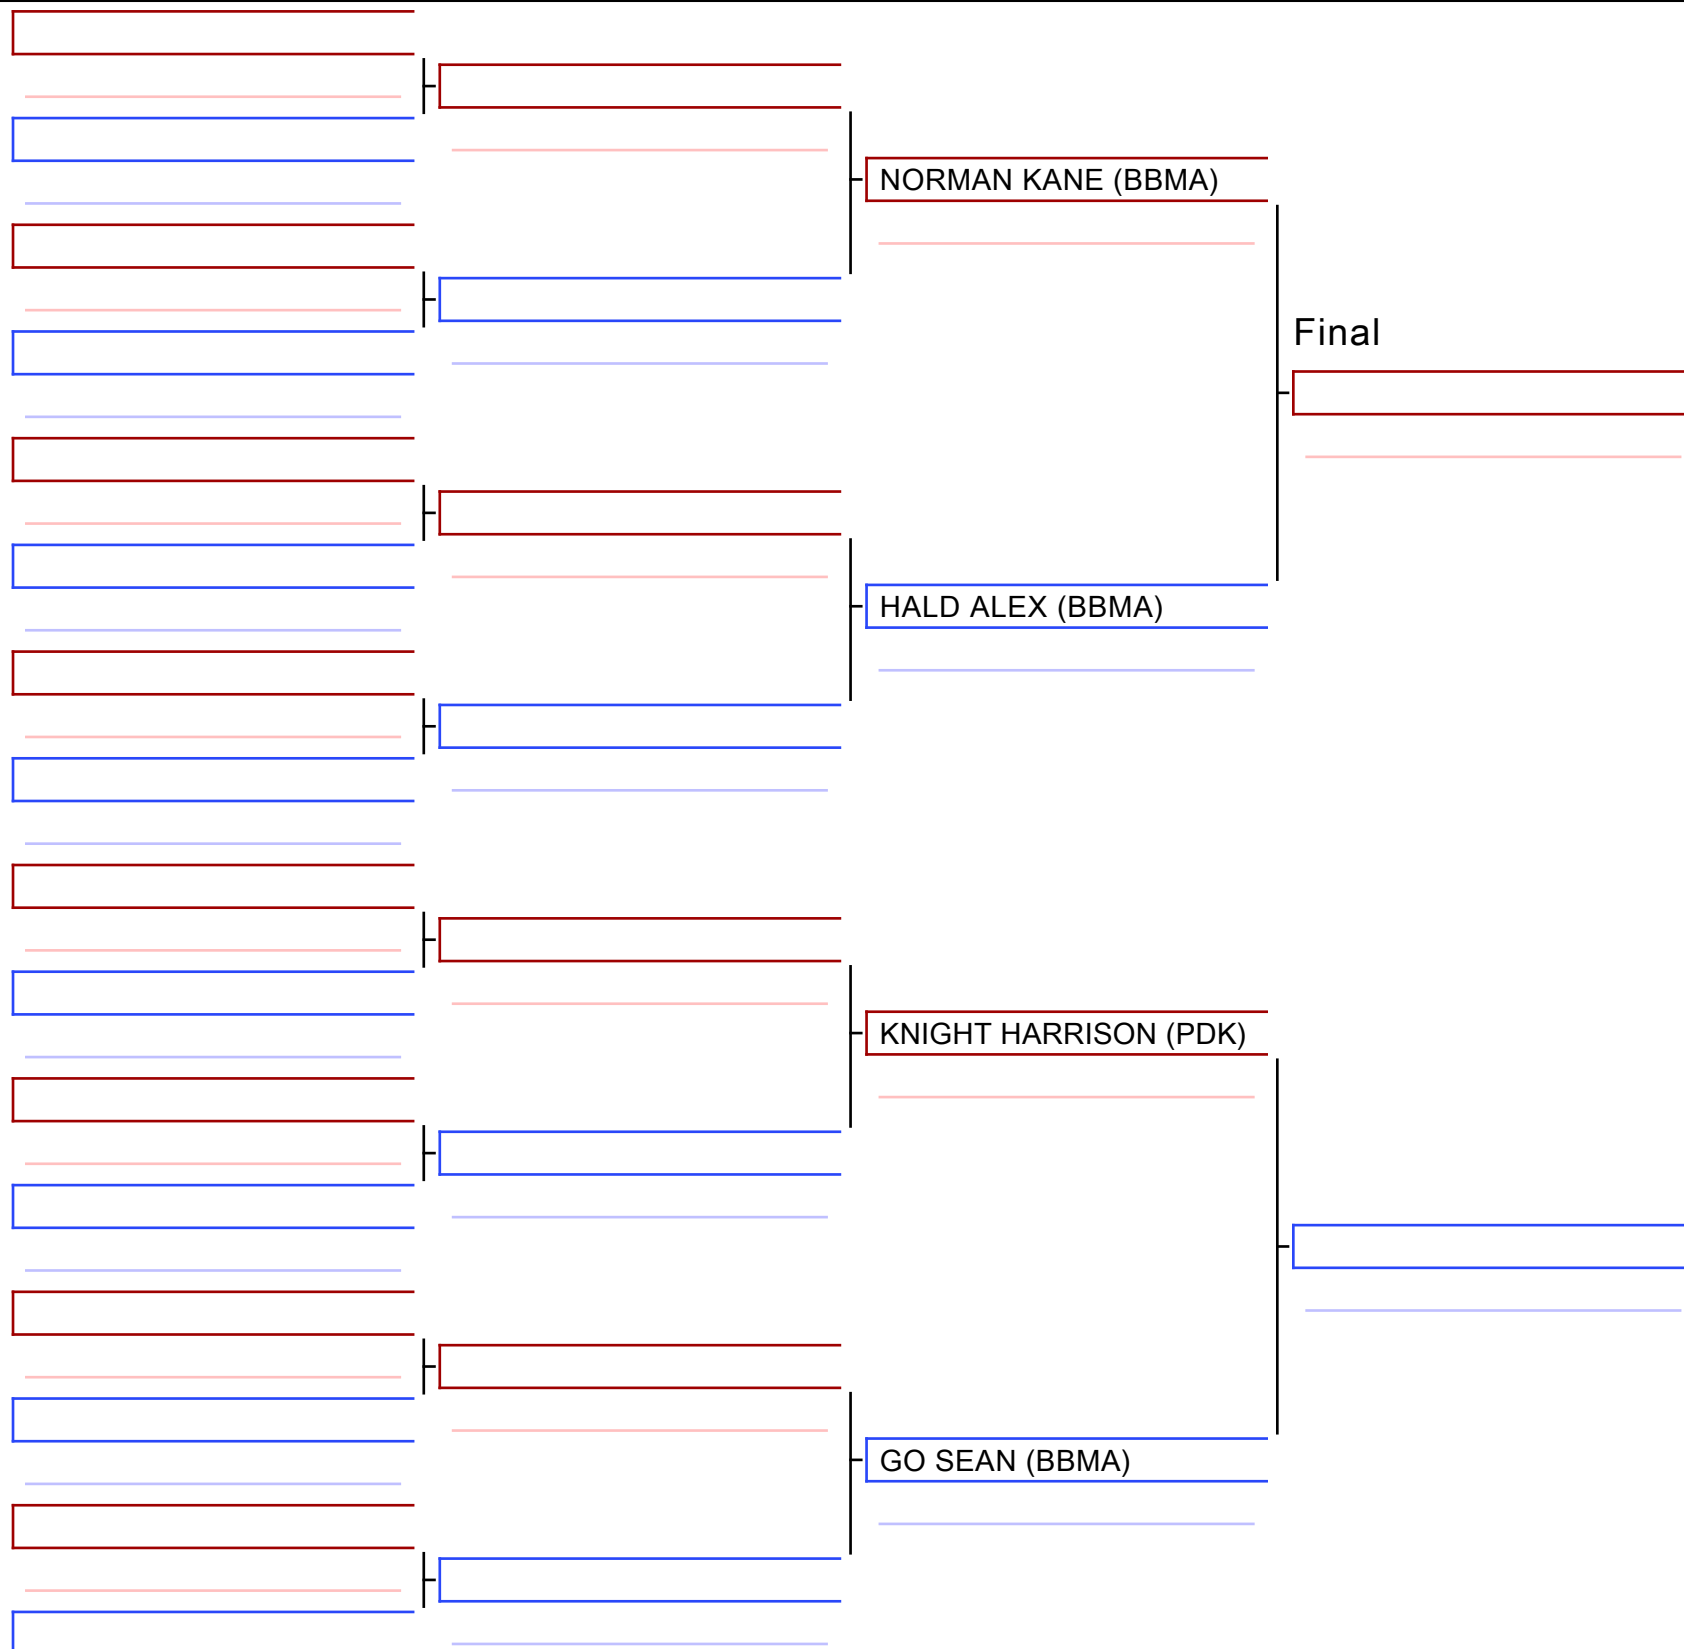 NORMAN KANE (BBMA)
Final
HALD ALEX (BBMA)
KNIGHT HARRISON (PDK)
GO SEAN (BBMA)